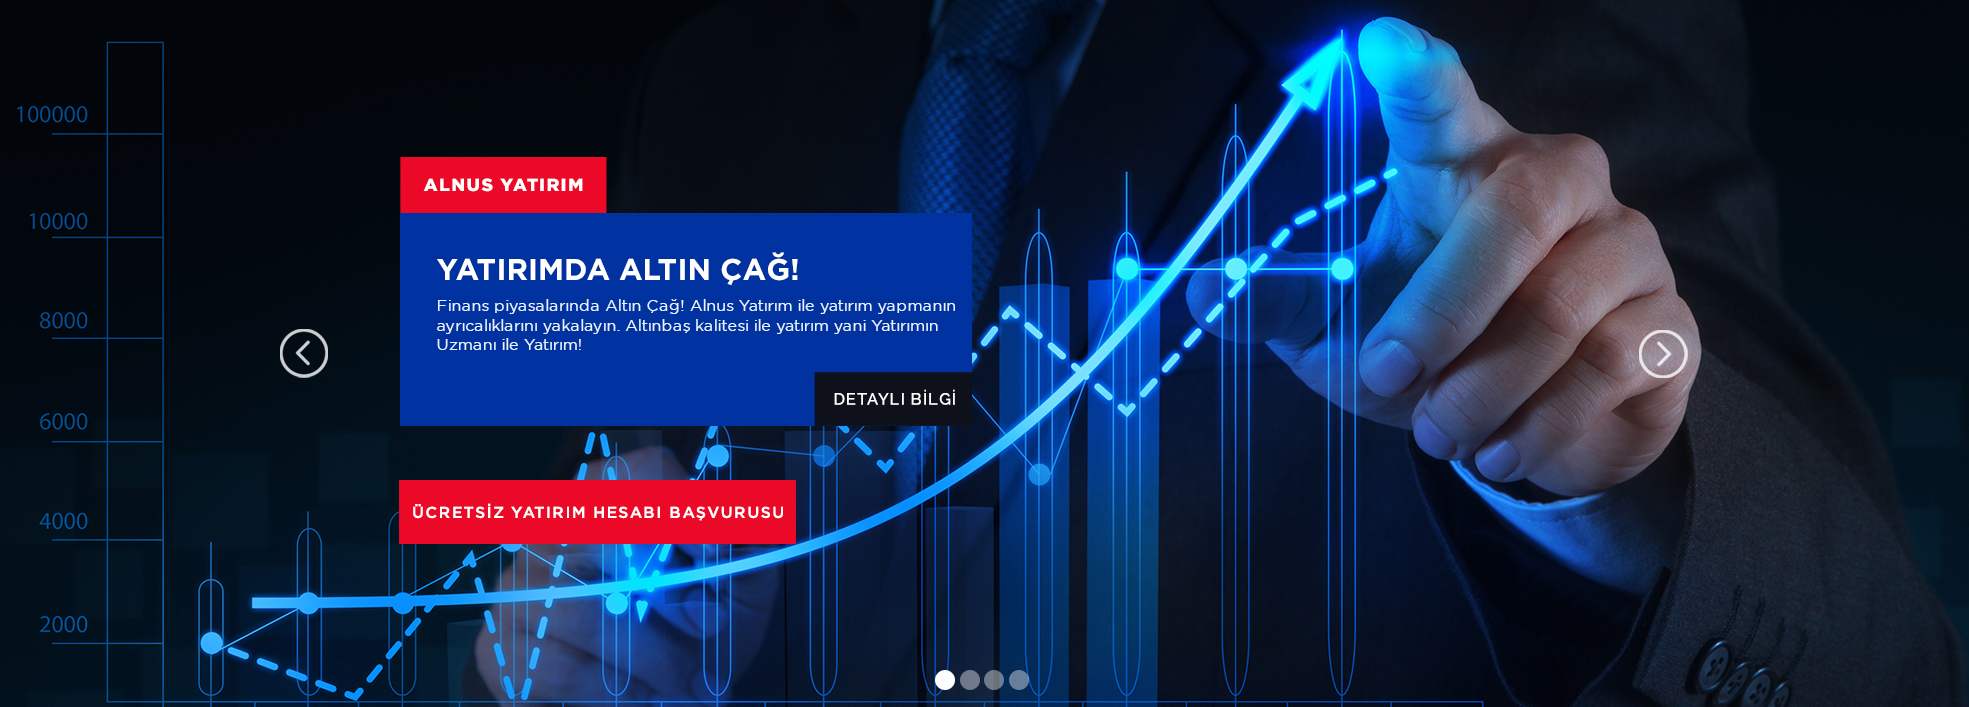 100000
10000
8000
6000
4000
2000
ALNUS YATIRIM
YATIRIMDA ALTIN ÇAĞ!
Finans piyasalarında Altın Çağ! Alnus Yatırım ile yatırım yapmanın
ayrıcalıklarını yakalayın. Altınbaş kalitesi ile yatırım yani Yatırımın
Uzmanı ile Yatırım!
DETAYLI BİLGİ
ÜCRETSİZ YATIRIM HESABI BAŞVURUSU